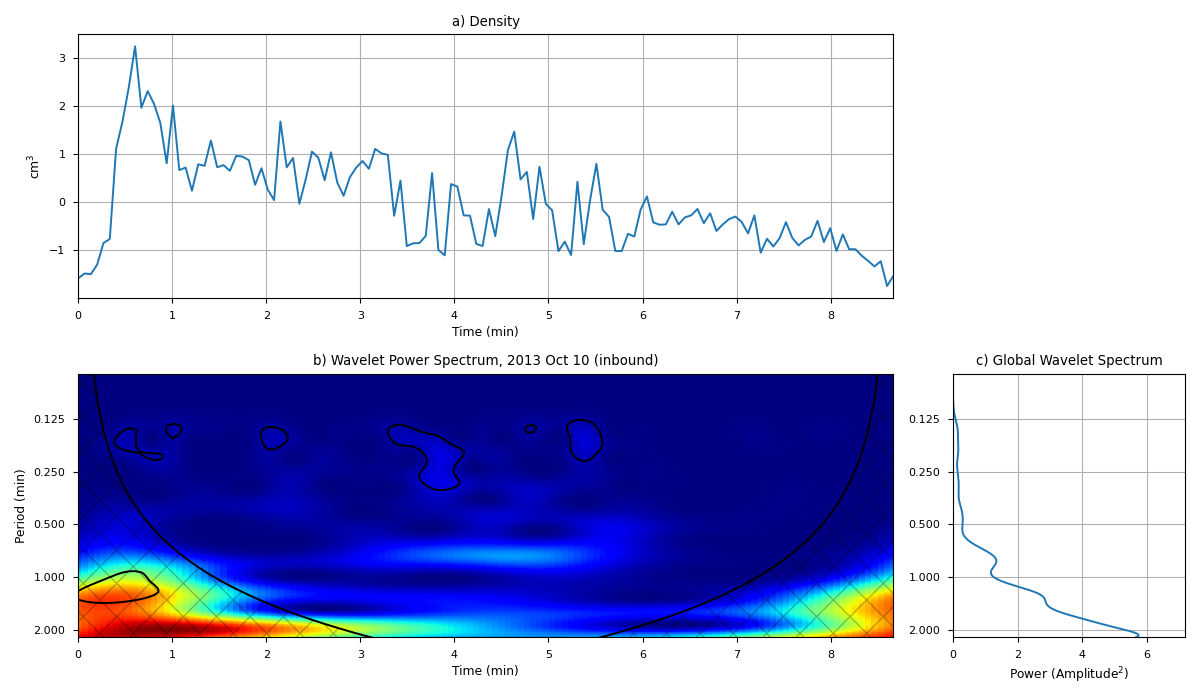 a) Density
cm³
3
2
1
0
−1
0 1 2 3 4 5 6 7 8
Time (min)
b) Wavelet Power Spectrum, 2013 Oct 10 (inbound)
Period (min)
0.125
0.250
0.500
1.000
2.000
0 1 2 3 4 5 6 7 8
Time (min)
c) Global Wavelet Spectrum
0.125
0.250
0.500
1.000
2.000
0 2 4 6
Power (Amplitude²)